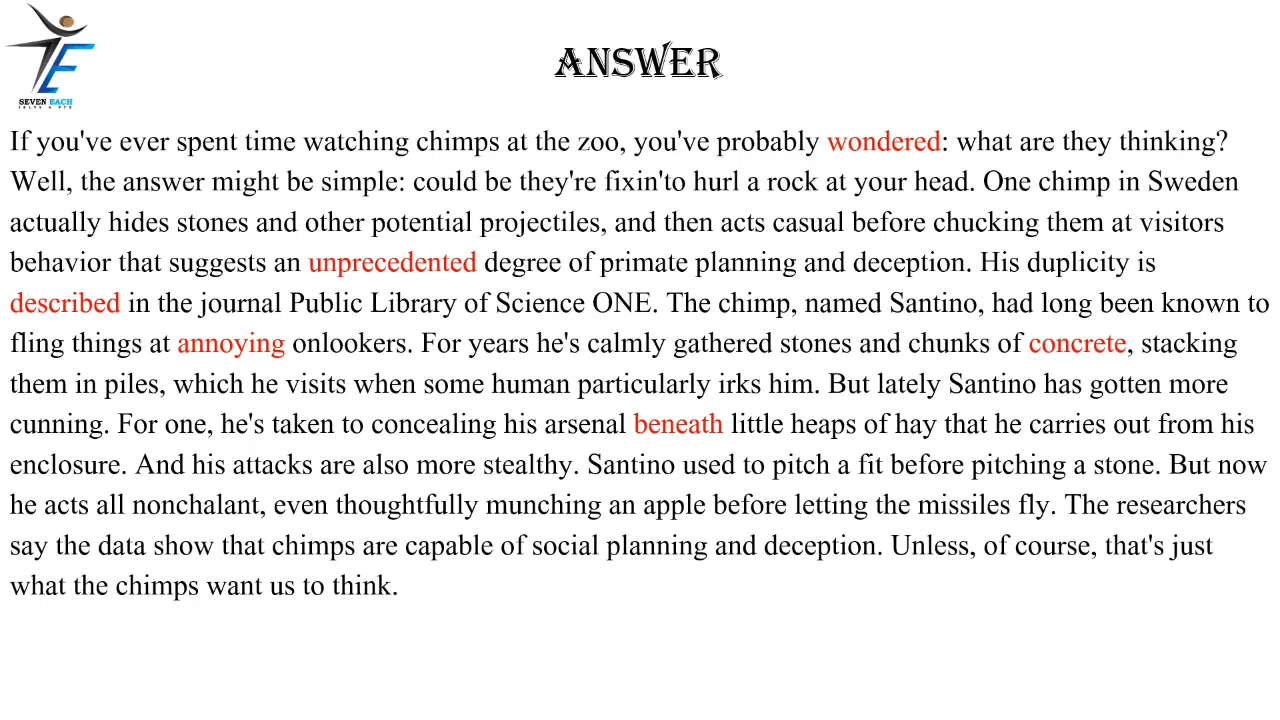 SEVEN EACH
IELTS & PTE
ANSWER
If you've ever spent time watching chimps at the zoo, you've probably wondered: what are they thinking?
Well, the answer might be simple: could be they're fixin'to hurl a rock at your head. One chimp in Sweden
actually hides stones and other potential projectiles, and then acts casual before chucking them at visitors
behavior that suggests an unprecedented degree of primate planning and deception. His duplicity is
described in the journal Public Library of Science ONE. The chimp, named Santino, had long been known to
fling things at annoying onlookers. For years he's calmly gathered stones and chunks of concrete, stacking
them in piles, which he visits when some human particularly irks him. But lately Santino has gotten more
cunning. For one, he's taken to concealing his arsenal beneath little heaps of hay that he carries out from his
enclosure. And his attacks are also more stealthy. Santino used to pitch a fit before pitching a stone. But now
he acts all nonchalant, even thoughtfully munching an apple before letting the missiles fly. The researchers
say the data show that chimps are capable of social planning and deception. Unless, of course, that's just
what the chimps want us to think.